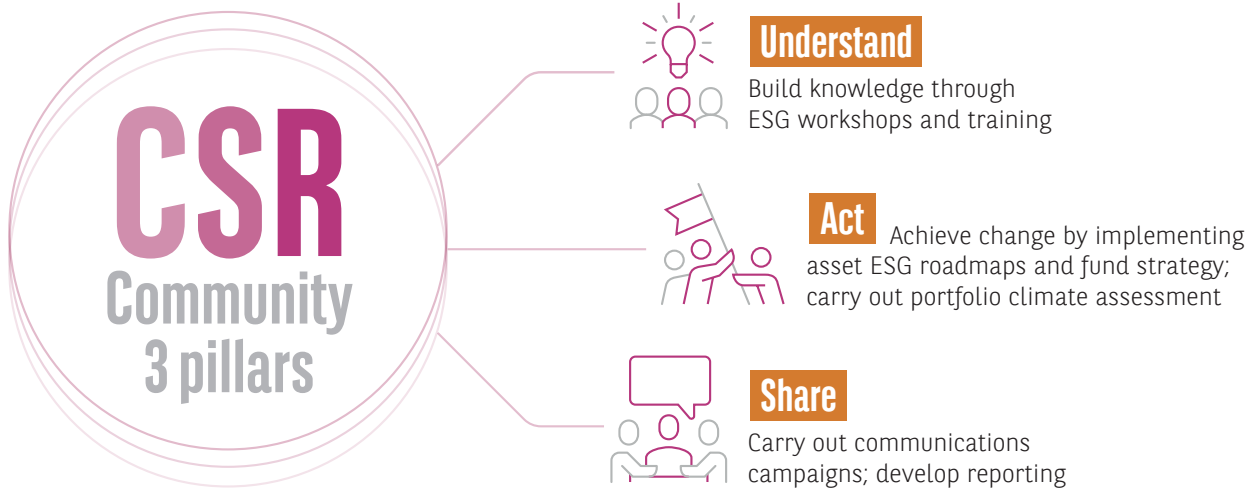 CSR
Community
3 pillars
Understand
Build knowledge through
ESG workshops and training
Act Achieve change by implementing
asset ESG roadmaps and fund strategy;
carry out portfolio climate assessment
Share
Carry out communications
campaigns; develop reporting